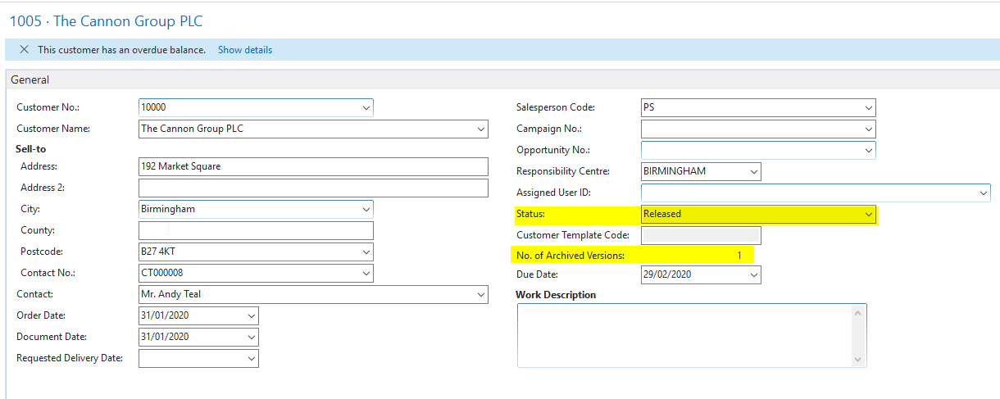 1005 · The Cannon Group PLC
This customer has an overdue balance. Show details
General
Customer No.: 10000
Customer Name: The Cannon Group PLC
Sell-to
Address: 192 Market Square
Address 2:
City: Birmingham
County:
Postcode: B27 4KT
Contact No.: CT000008
Contact: Mr. Andy Teal
Order Date: 31/01/2020
Document Date: 31/01/2020
Requested Delivery Date:
Salesperson Code: PS
Campaign No.:
Opportunity No.:
Responsibility Centre: BIRMINGHAM
Assigned User ID:
Status: Released
Customer Template Code:
No. of Archived Versions: 1
Due Date: 29/02/2020
Work Description